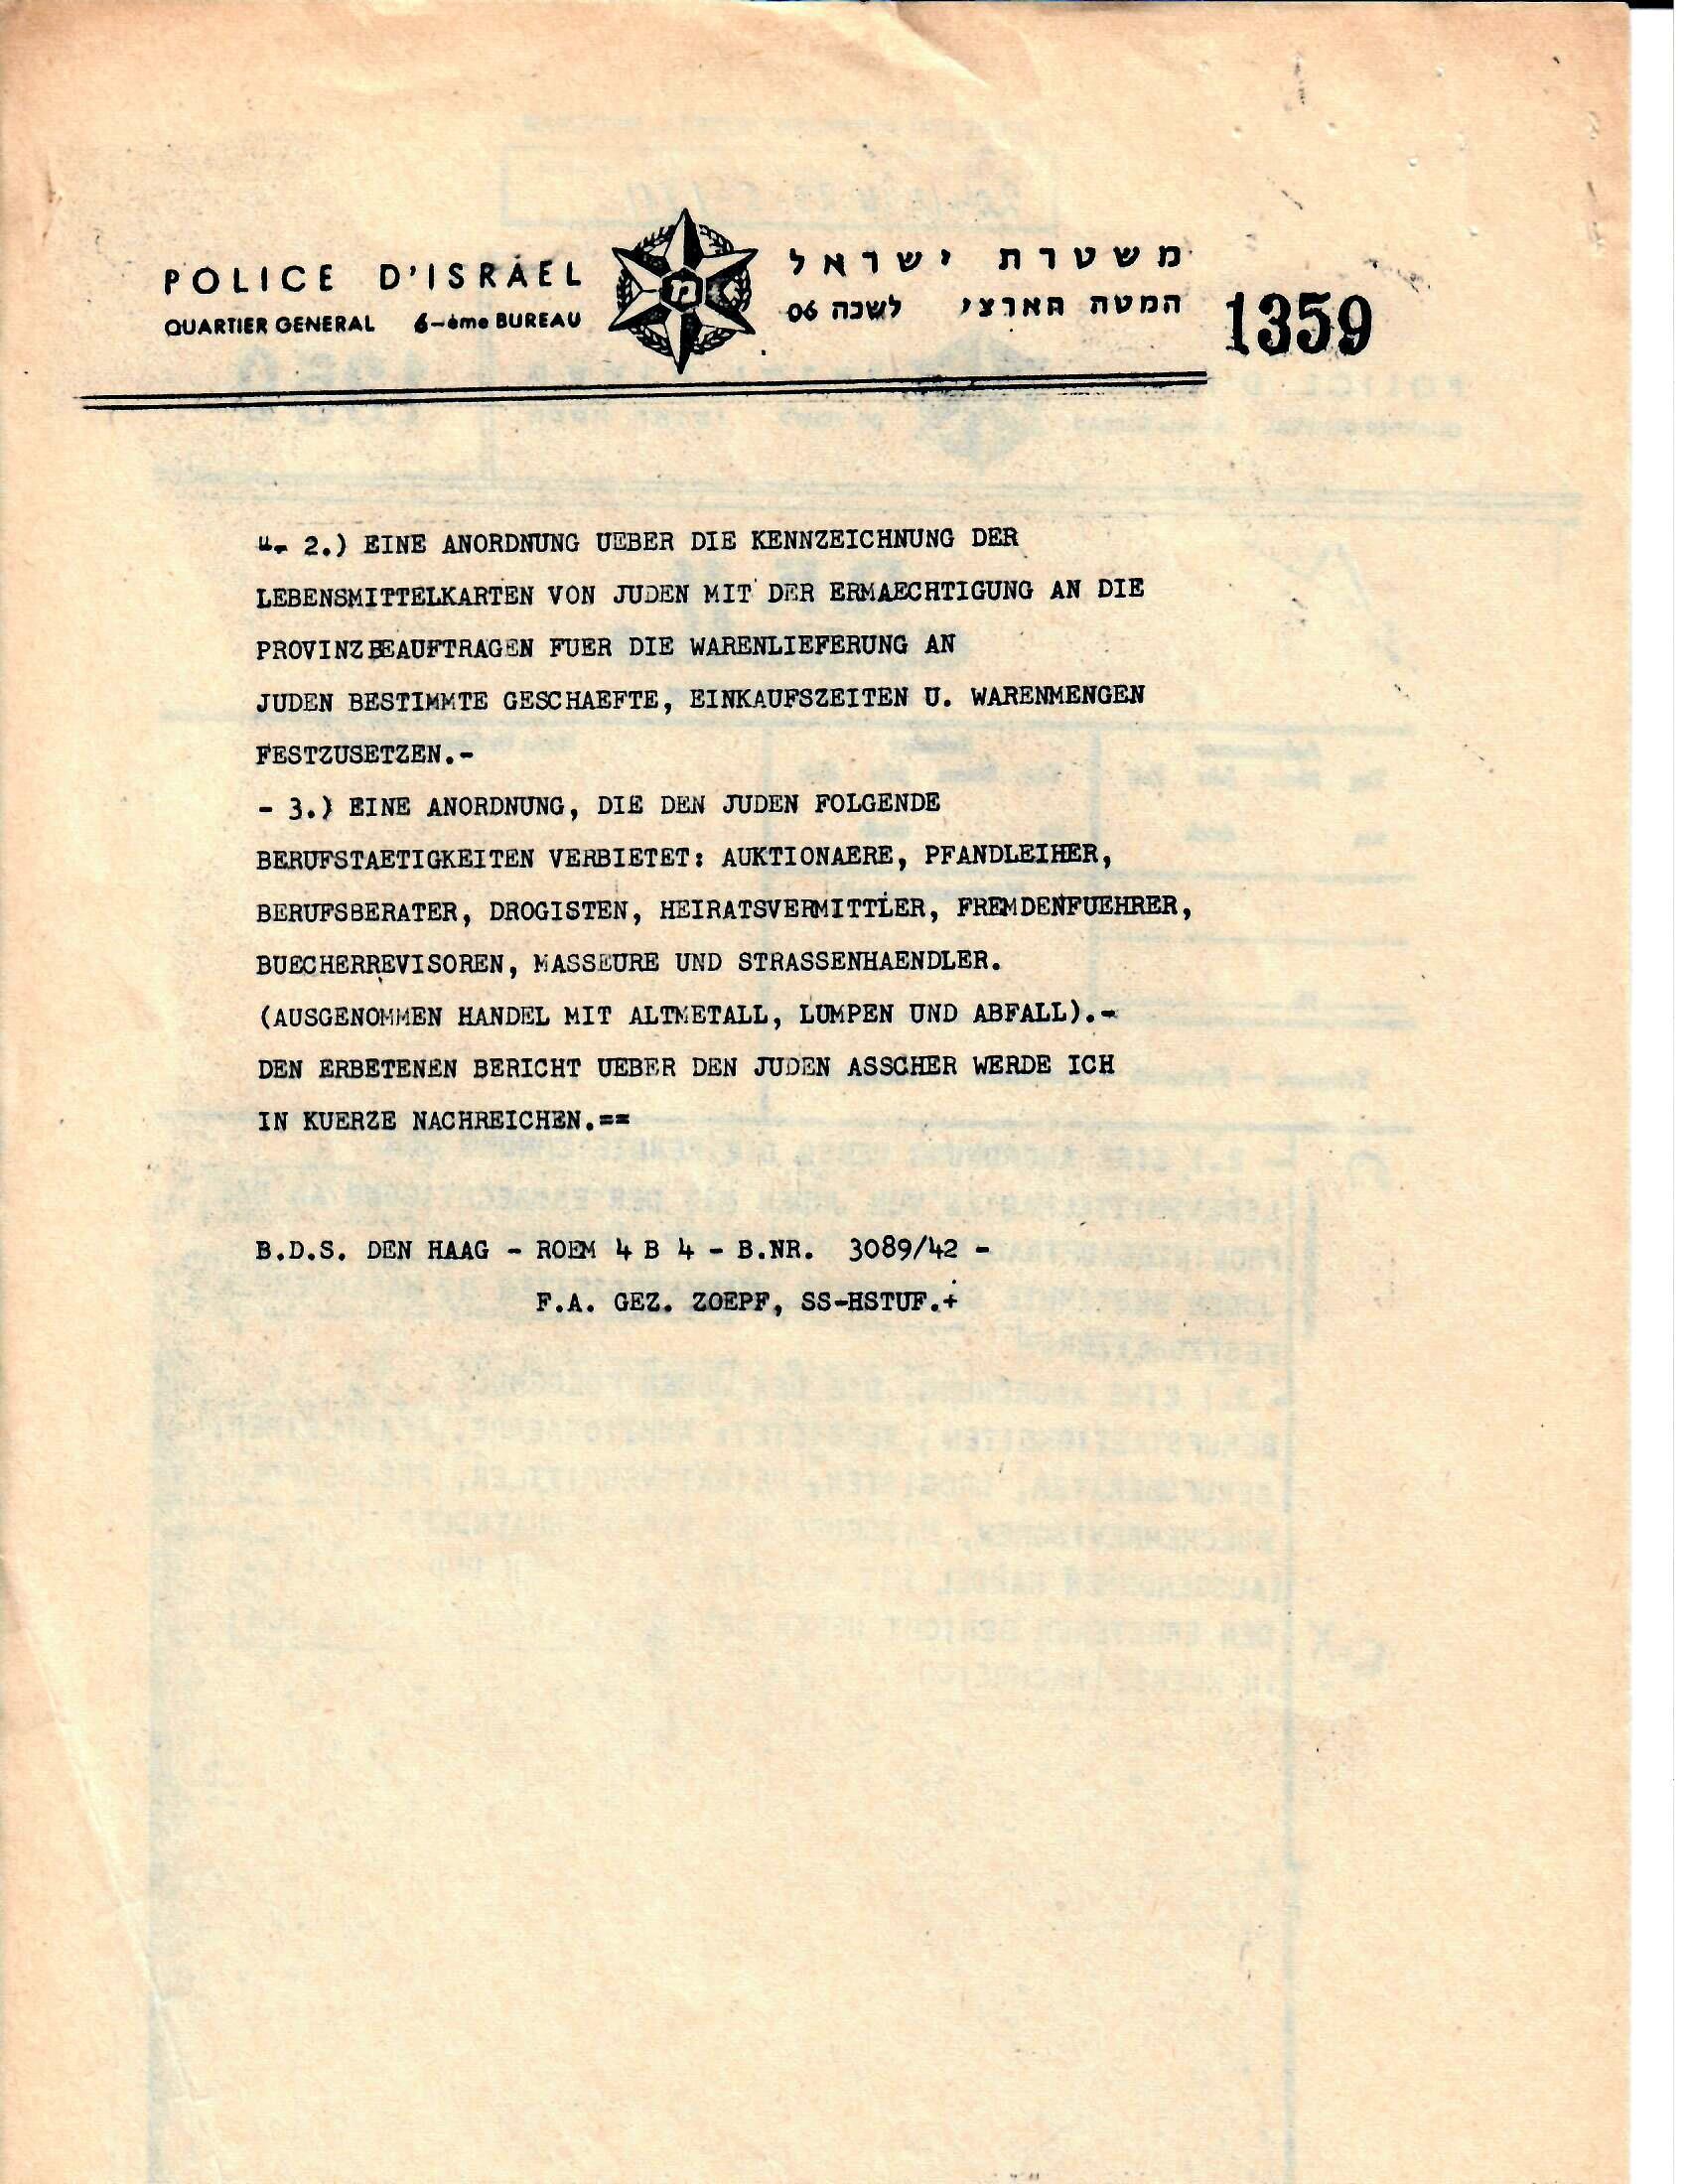 POLICE D'ISRAEL
QUARTIER GENERAL 6-ème BUREAU
משטרת ישראל
המטה הארצי לשכה 06
1359
"- 2.) EINE ANORDNUNG UEBER DIE KENNZEICHNUNG DER
LEBENSMITTELKARTEN VON JUDEN MIT DER ERMAECHTIGUNG AN DIE
PROVINZBEAUFTRAGEN FUER DIE WARENLIEFERUNG AN
JUDEN BESTIMMTE GESCHAEFTE, EINKAUFSZEITEN U. WARENMENGEN
FESTZUSETZEN.-
- 3.) EINE ANORDNUNG, DIE DEN JUDEN FOLGENDE
BERUFSTAETIGKEITEN VERBIETET: AUKTIONAERE, PFANDLEIHER,
BERUFSBERATER, DROGISTEN, HEIRATSVERMITTLER, FREMDENFUEHRER,
BUECHERREVISOREN, MASSEURE UND STRASSENHAENDLER.
(AUSGENOMMEN HANDEL MIT ALTMETALL, LUMPEN UND ABFALL).-
DEN ERBETENEN BERICHT UEBER DEN JUDEN ASSCHER WERDE ICH
IN KUERZE NACHREICHEN.==
B.D.S. DEN HAAG - ROEM 4 B 4 - B.NR. 3089/42 -
F.A. GEZ. ZOEPF, SS-HSTUF.+